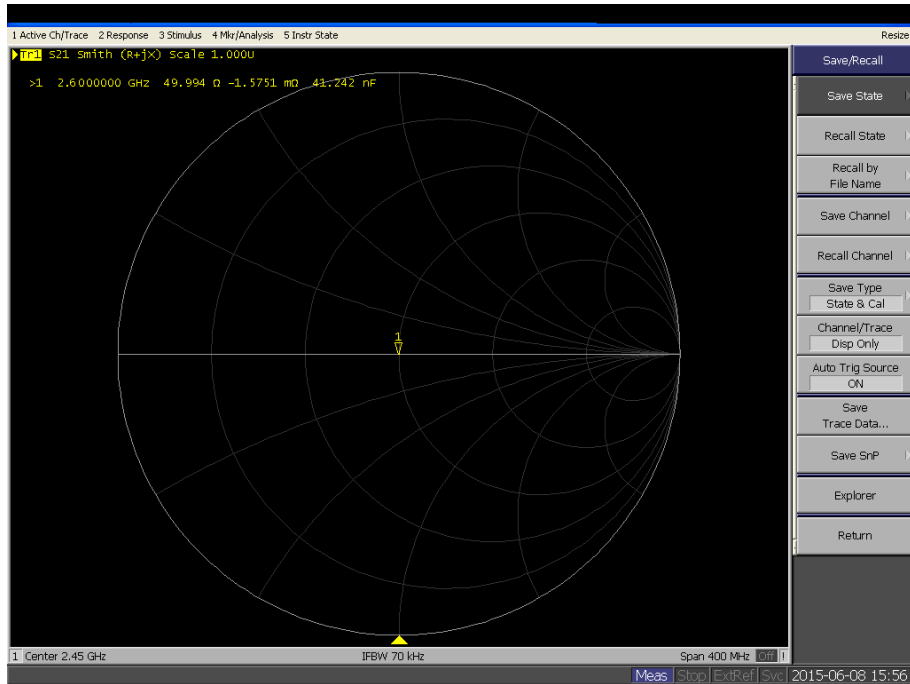 1 Active Ch/Trace 2 Response 3 Stimulus 4 Mkr/Analysis 5 Instr State Resize
Tr1 S21 Smith (R+jX) Scale 1.000U
>1 2.6000000 GHz 49.994 Ω -1.5751 mΩ 41.242 nF
1
Save/Recall
Save State
Recall State
Recall by
File Name
Save Channel
Recall Channel
Save Type
State & Cal
Channel/Trace
Disp Only
Auto Trig Source
ON
Save
Trace Data...
Save SnP
Explorer
Return
1 Center 2.45 GHz IFBW 70 kHz Span 400 MHz Off !
Meas Stop ExtRef Svc 2015-06-08 15:56